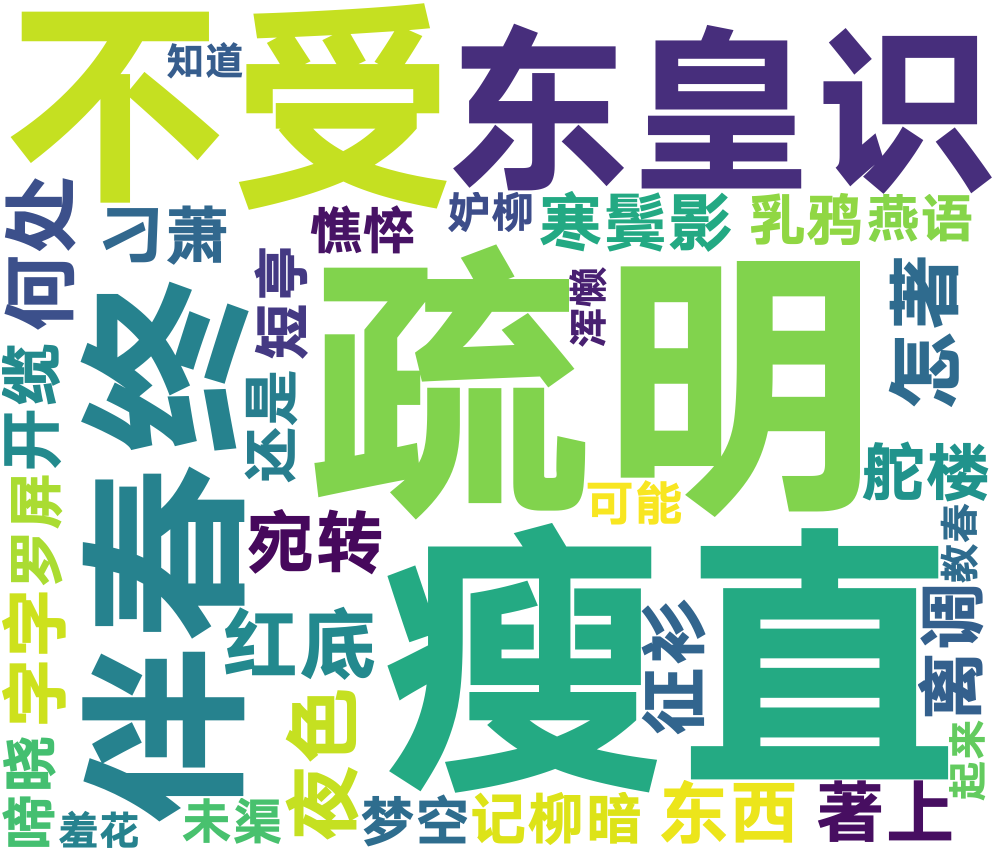 不受
知道
东皇识
何处
刁萧
憔悴
妒柳
寒鬓影
乳鸦
燕语
短亭
浑懒
疏明
怎著
伴春终
开缆
还是
舵楼
罗屏
可能
宛转
教春
字字
红底
瘦直
征衫
离调
夜色
啼晓
起来
羞花
未渠
梦空
记柳暗
东西
著上